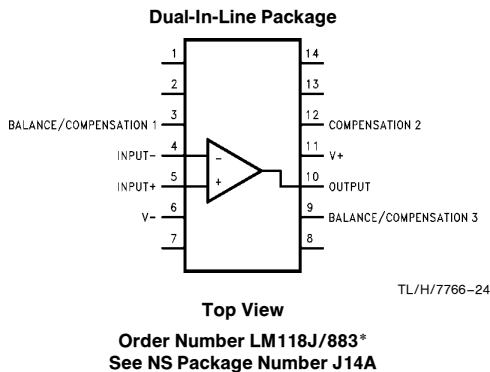 Dual-In-Line Package
1 14
2 13
BALANCE/COMPENSATION 1 3 12 COMPENSATION 2
INPUT- 4 11 V+
-
INPUT+ 5 10 OUTPUT
+
V- 6 9 BALANCE/COMPENSATION 3
7 8
TL/H/7766–24
Top View
Order Number LM118J/883*
See NS Package Number J14A